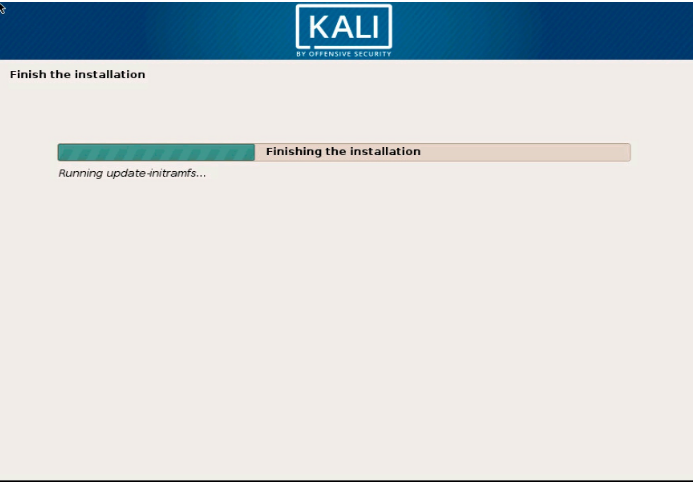 KALI
BY OFFENSIVE SECURITY
Finish the installation
Finishing the installation
Running update-initramfs...